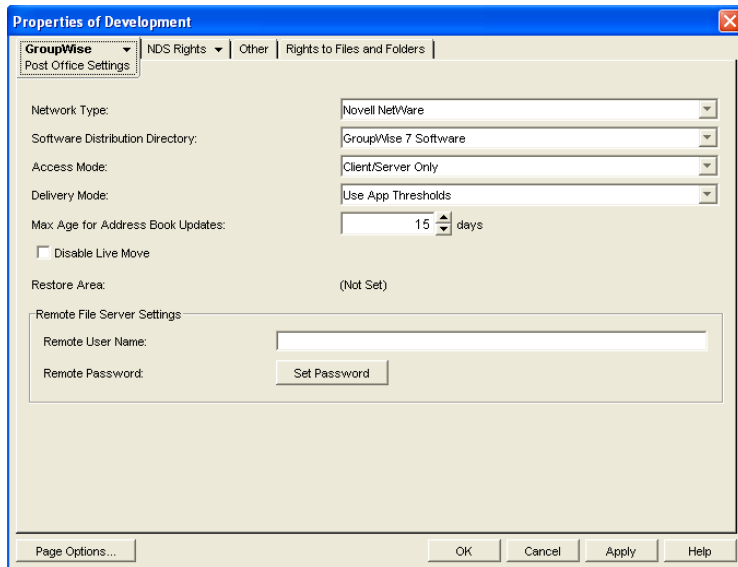 Properties of Development
GroupWise NDS Rights Other Rights to Files and Folders
Post Office Settings
Network Type: Novell NetWare
Software Distribution Directory: GroupWise 7 Software
Access Mode: Client/Server Only
Delivery Mode: Use App Thresholds
Max Age for Address Book Updates: 15 days
Disable Live Move
Restore Area: (Not Set)
Remote File Server Settings
Remote User Name:
Remote Password: Set Password
Page Options... OK Cancel Apply Help